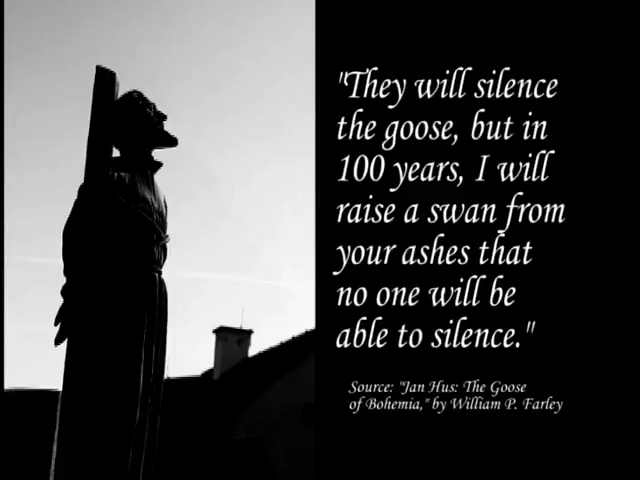 "They will silence
the goose, but in
100 years, I will
raise a swan from
your ashes that
no one will be
able to silence."
Source: "Jan Hus: The Goose
of Bohemia," by William P. Farley